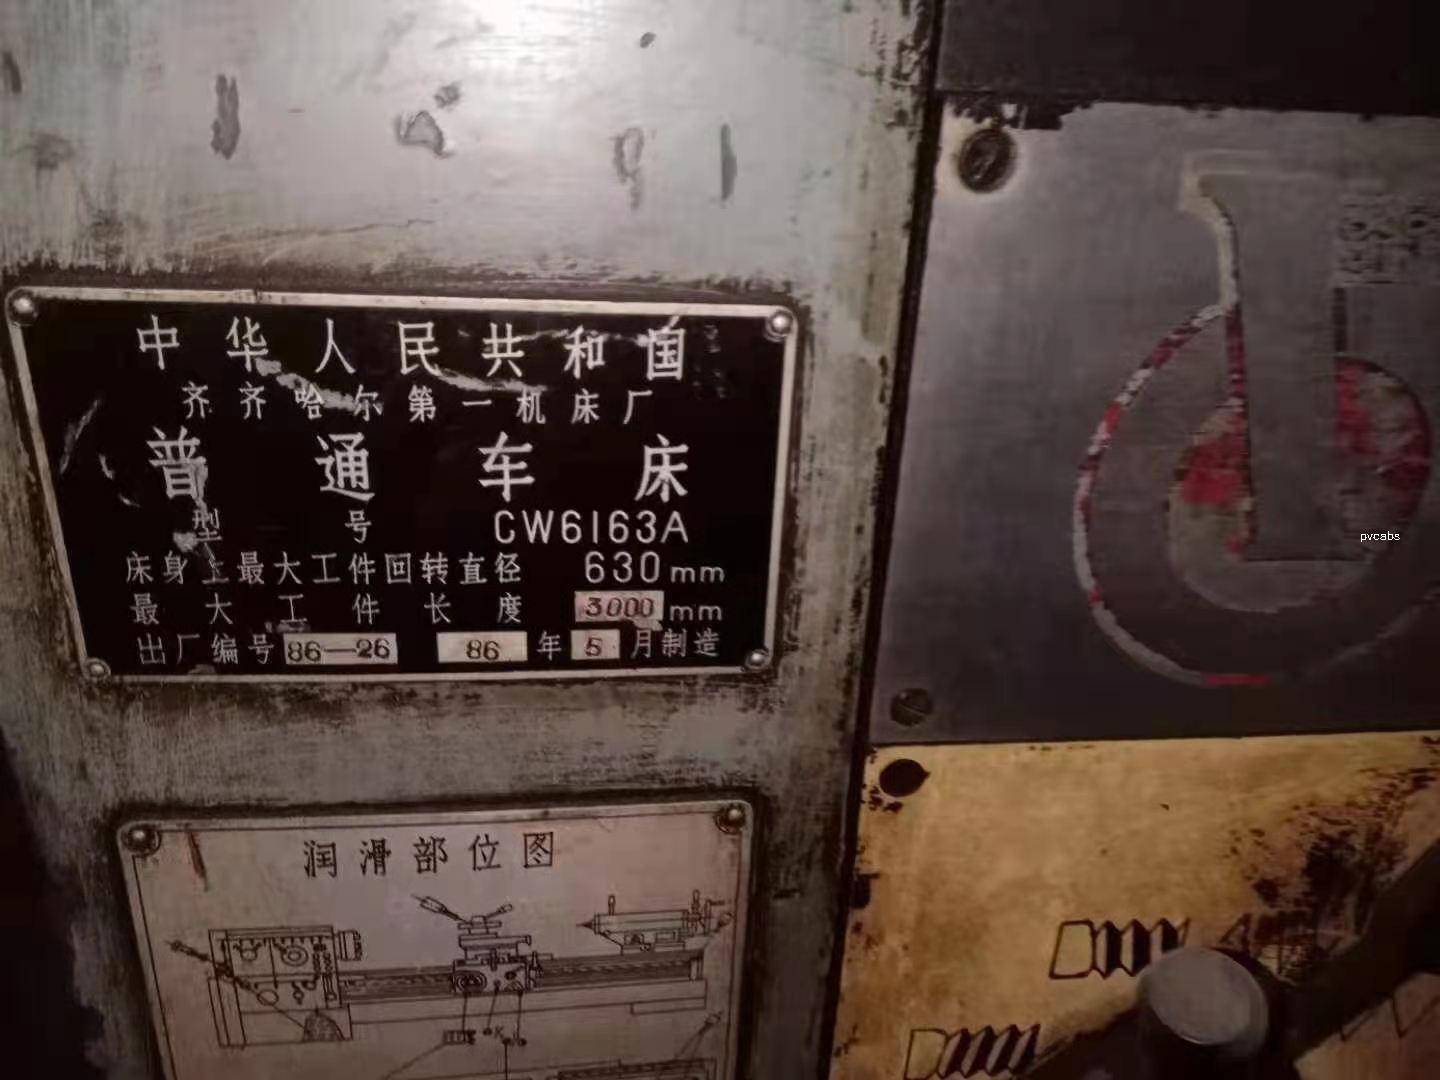 中华人民共和国
齐齐哈尔第一机床厂
普通车床
型号 CW6163A
床身上最大工件回转直径 630mm
最大工件长度 3000mm
出厂编号 86-26 86年5月制造
润滑部位图
pvcabs